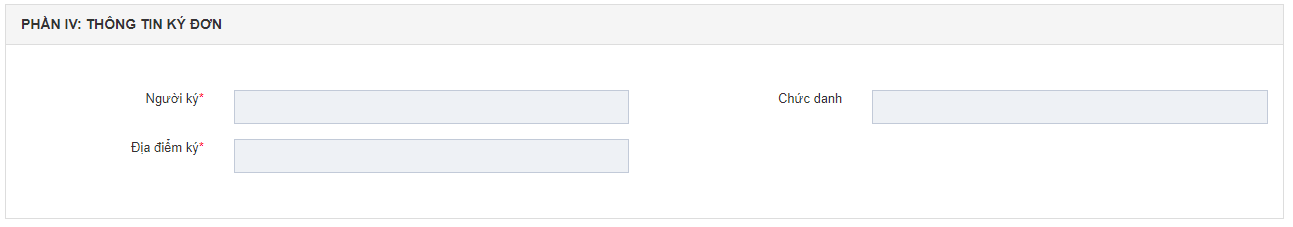 PHẦN IV: THÔNG TIN KÝ ĐƠN
Người ký*
Chức danh
Địa điểm ký*